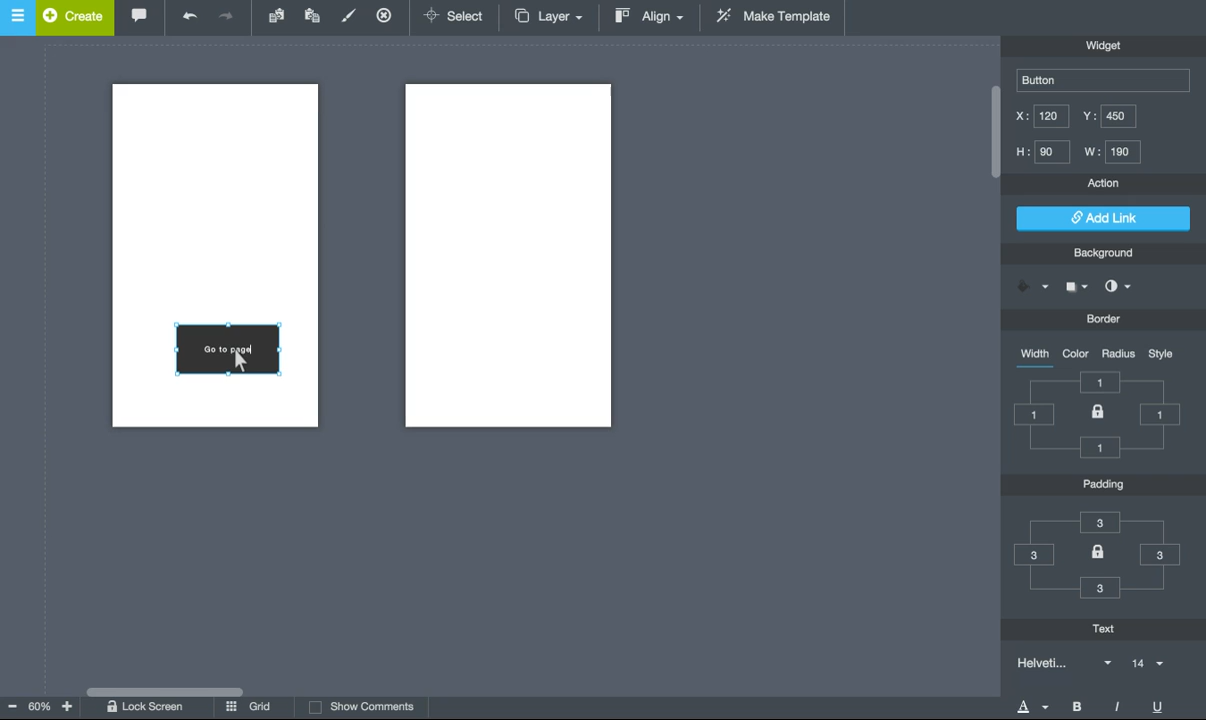 Create
Select
Layer
Align
Make Template
Widget
Button
X: 120 Y: 450
H: 90 W: 190
Action
Add Link
Background
Border
Width Color Radius Style
1
1 1
1
Padding
3
3 3
3
Text
Helveti... 14
A B I U
Go to page
60% Lock Screen Grid Show Comments